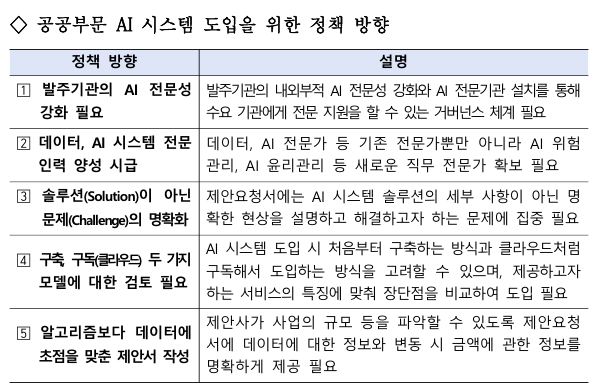 ◇ 공공부문 AI 시스템 도입을 위한 정책 방향
정책 방향
설명
1 발주기관의 AI 전문성
강화 필요
발주기관의 내외부적 AI 전문성 강화와 AI 전문기관 설치를 통해
수요 기관에게 전문 지원을 할 수 있는 거버넌스 체계 필요
2 데이터, AI 시스템 전문
인력 양성 시급
데이터, AI 전문가 등 기존 전문가뿐만 아니라 AI 위험
관리, AI 윤리관리 등 새로운 직무 전문가 확보 필요
3 솔루션(Solution)이 아닌
문제(Challenge)의 명확화
제안요청서에는 AI 시스템 솔루션의 세부 사항이 아닌 명
확한 현상을 설명하고 해결하고자 하는 문제에 집중 필요
4 구축, 구독(클라우드) 두 가지
모델에 대한 검토 필요
AI 시스템 도입 시 처음부터 구축하는 방식과 클라우드처럼
구독해서 도입하는 방식을 고려할 수 있으며, 제공하고자
하는 서비스의 특징에 맞춰 장단점을 비교하여 도입 필요
5 알고리즘보다 데이터에
초점을 맞춘 제안서 작성
제안사가 사업의 규모 등을 파악할 수 있도록 제안요청
서에 데이터에 대한 정보와 변동 시 금액에 관한 정보를
명확하게 제공 필요